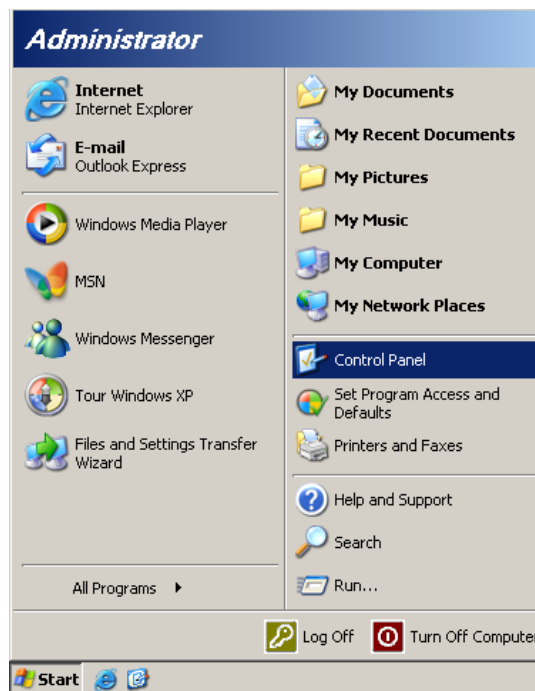 Administrator
Internet
Internet Explorer
E-mail
Outlook Express
Windows Media Player
MSN
Windows Messenger
Tour Windows XP
Files and Settings Transfer
Wizard
All Programs
My Documents
My Recent Documents
My Pictures
My Music
My Computer
My Network Places
Control Panel
Set Program Access and
Defaults
Printers and Faxes
Help and Support
Search
Run...
Log Off
Turn Off Computer
Start